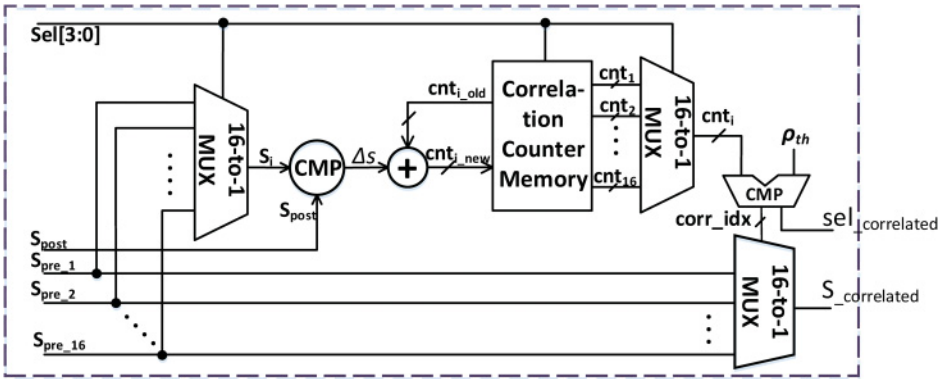 Sel[3:0]
16-to-1
MUX
S_i
CMP
Δs
S_post
+
cnt_i_old
cnt_i_new
Correla-
tion
Counter
Memory
cnt_1
cnt_2
cnt_16
16-to-1
MUX
cnt_i
ρ_th
CMP
corr_idx
sel_correlated
S_post
S_pre_1
S_pre_2
S_pre_16
16-to-1
MUX
S_correlated